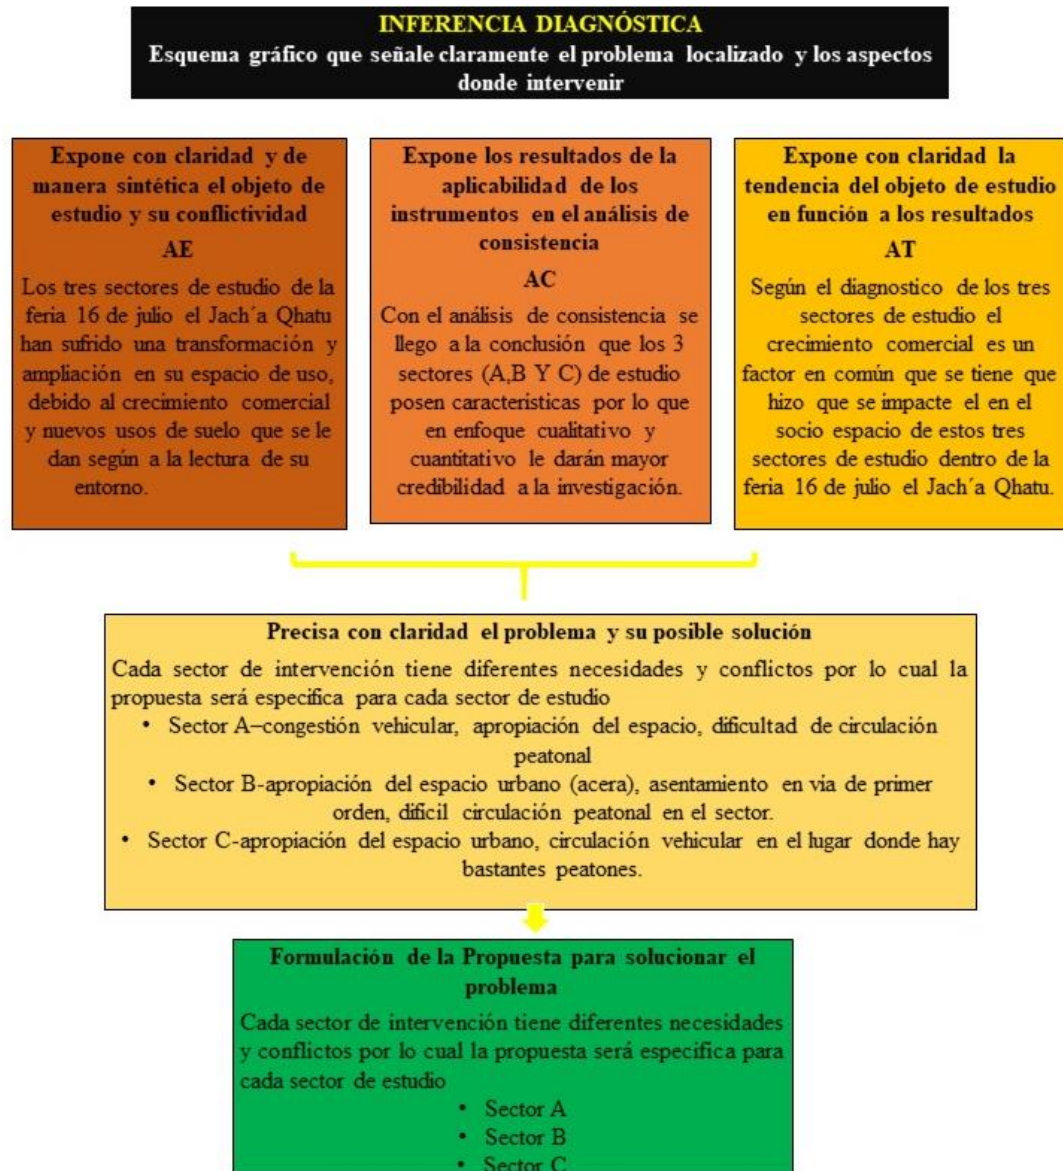 INFERENCIA DIAGNÓSTICA
Esquema gráfico que señale claramente el problema localizado y los aspectos
donde intervenir
Expone con claridad y de
manera sintética el objeto de
estudio y su conflictividad
AE
Los tres sectores de estudio de la
feria 16 de julio el Jach´a Qhatu
han sufrido una transformación y
ampliación en su espacio de uso,
debido al crecimiento comercial
y nuevos usos de suelo que se le
dan según a la lectura de su
entorno.
Expone los resultados de la
aplicabilidad de los
instrumentos en el análisis de
consistencia
AC
Con el análisis de consistencia se
llego a la conclusión que los 3
sectores (A,B Y C) de estudio
posen características por lo que
en enfoque cualitativo y
cuantitativo le darán mayor
credibilidad a la investigación.
Expone con claridad la
tendencia del objeto de estudio
en función a los resultados
AT
Según el diagnostico de los tres
sectores de estudio el
crecimiento comercial es un
factor en común que se tiene que
hizo que se impacte el en el
socio espacio de estos tres
sectores de estudio dentro de la
feria 16 de julio el Jach´a Qhatu.
Precisa con claridad el problema y su posible solución
Cada sector de intervención tiene diferentes necesidades y conflictos por lo cual la
propuesta será específica para cada sector de estudio
• Sector A–congestión vehicular, apropiación del espacio, dificultad de circulación
peatonal
• Sector B-apropiación del espacio urbano (acera), asentamiento en via de primer
orden, difícil circulación peatonal en el sector.
• Sector C-apropiación del espacio urbano, circulación vehicular en el lugar donde hay
bastantes peatones.
Formulación de la Propuesta para solucionar el
problema
Cada sector de intervención tiene diferentes necesidades
y conflictos por lo cual la propuesta será específica para
cada sector de estudio
• Sector A
• Sector B
• Sector C